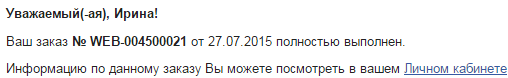 Уважаемый(-ая), Ирина!
Ваш заказ № WEB-004500021 от 27.07.2015 полностью выполнен.
Информацию по данному заказу Вы можете посмотреть в вашем Личном кабинете